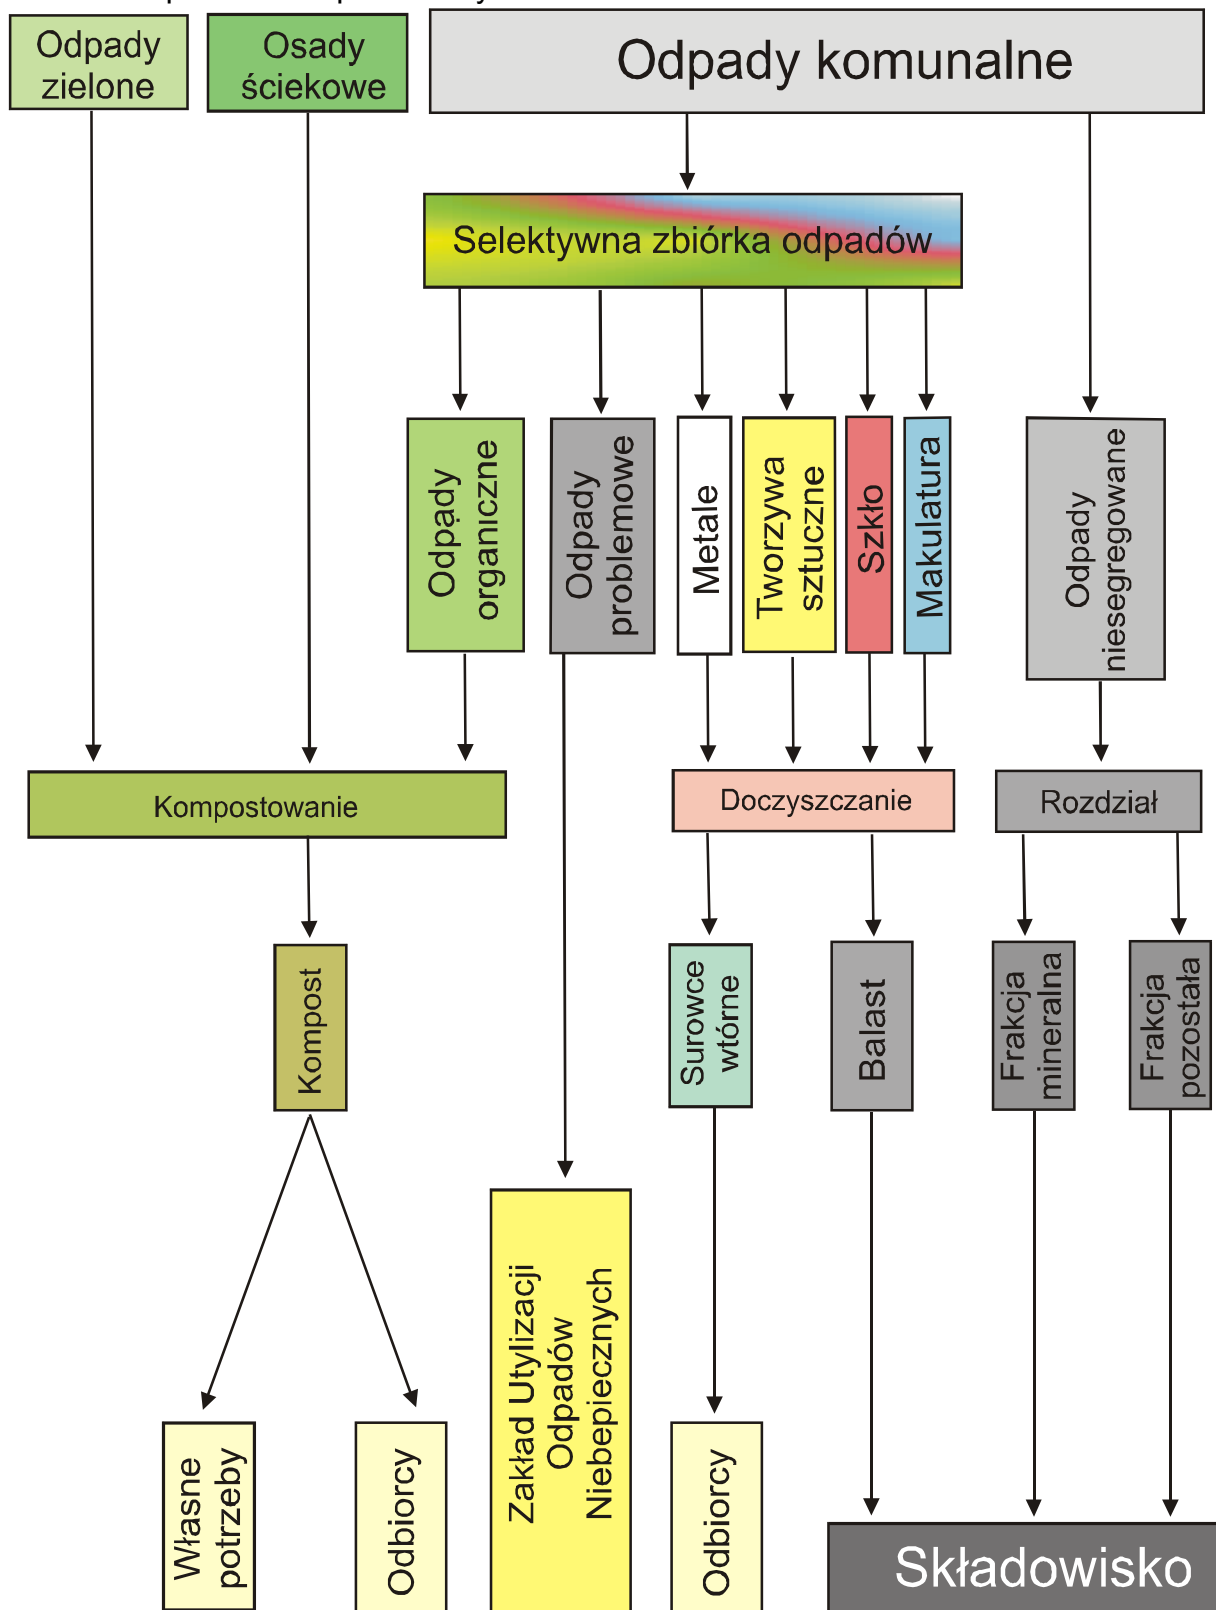 Odpady
zielone
Osady
ściekowe
Odpady komunalne
Selektywna zbiórka odpadów
Odpady
organiczne
Odpady
problemowe
Metale
Tworzywa
sztuczne
Szkło
Makulatura
Odpady
niesegregowane
Kompostowanie
Doczyszczanie
Rozdział
Kompost
Surowce
wtórne
Balast
Frakcja
mineralna
Frakcja
pozostała
Własne
potrzeby
Odbiorcy
Zakład Utylizacji
Odpadów
Niebepiecznych
Odbiorcy
Składowisko